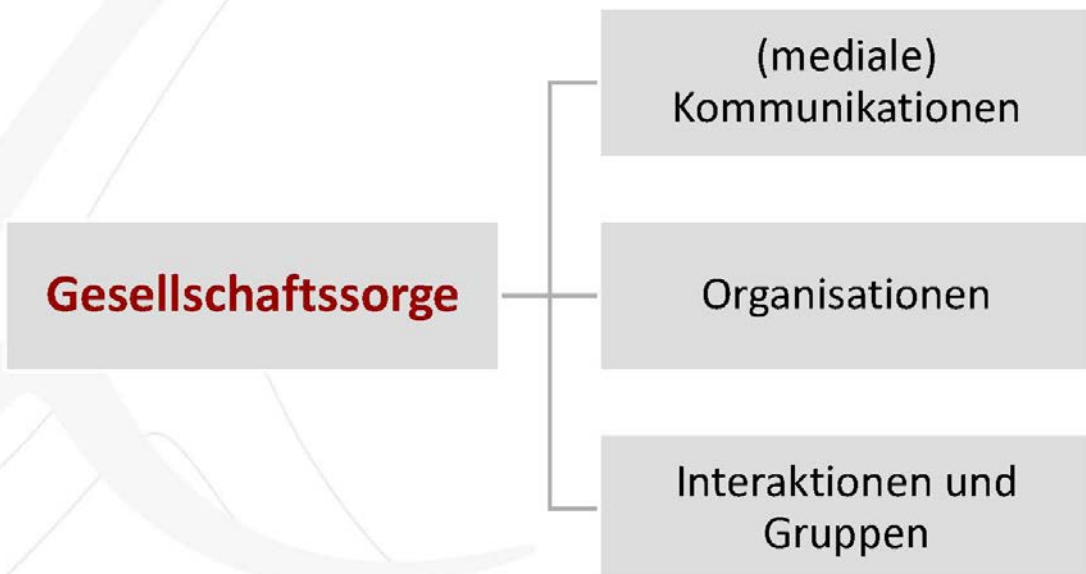 (mediale)
Kommunikationen
Gesellschaftssorge
Organisationen
Interaktionen und
Gruppen